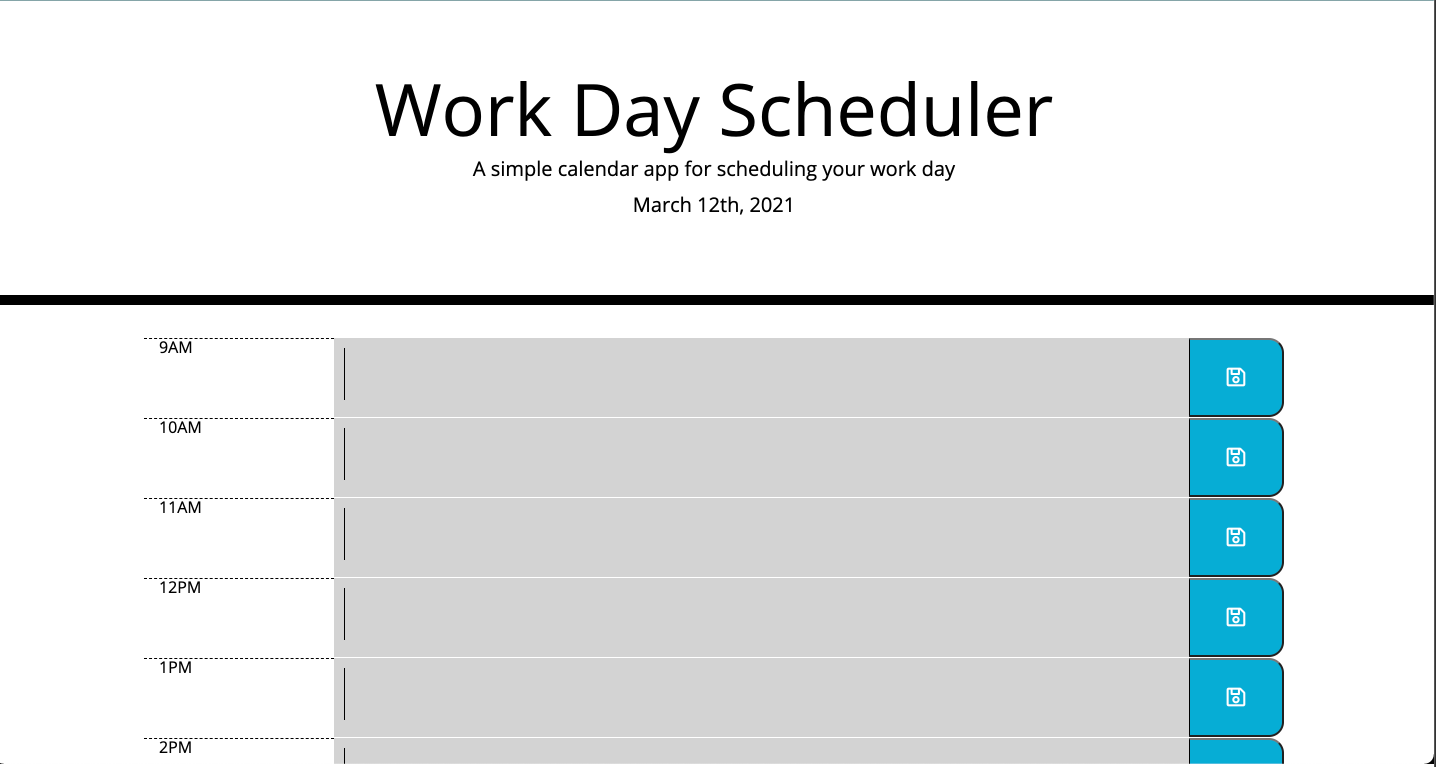 Work Day Scheduler
A simple calendar app for scheduling your work day
March 12th, 2021
9AM
10AM
11AM
12PM
1PM
2PM